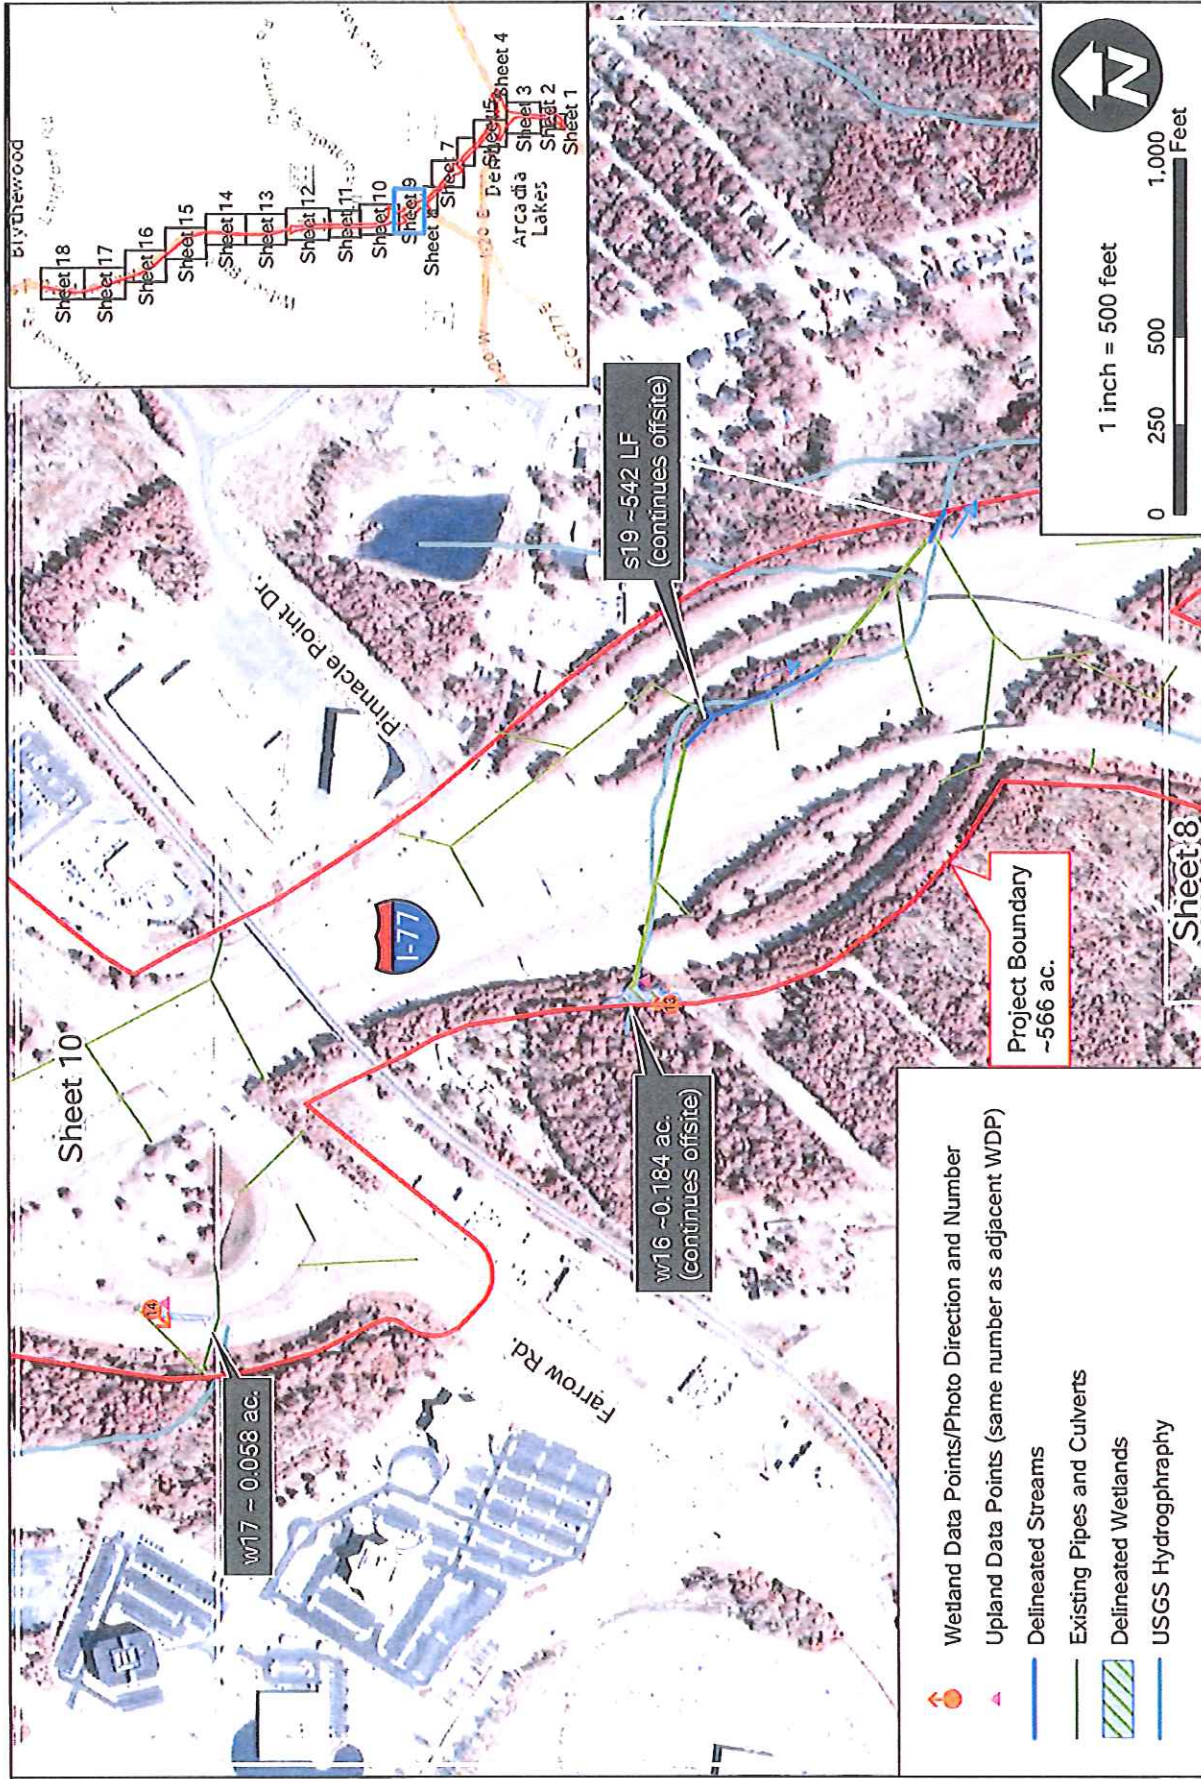 Blythewood
Sheet 18
Sheet 17
Sheet 16
Sheet 15
Sheet 14
Sheet 13
Sheet 12
Sheet 11
Sheet 10
Sheet 9
Sheet
Sheet 7
Sheet 4
Sheet 3
Sheet 2
Sheet 1
Arcadia
Lakes
Sheet 10
Pinnacle Point Dr.
I-77
Farrow Rd.
w17 ~ 0.058 ac.
14
w16 ~0.184 ac.
(continues offsite)
13
s19 ~542 LF
(continues offsite)
Project Boundary
~566 ac.
Sheet 8
Wetland Data Points/Photo Direction and Number
Upland Data Points (same number as adjacent WDP)
Delineated Streams
Existing Pipes and Culverts
Delineated Wetlands
USGS Hydrogphraphy
N
1 inch = 500 feet
0 250 500 1,000
Feet